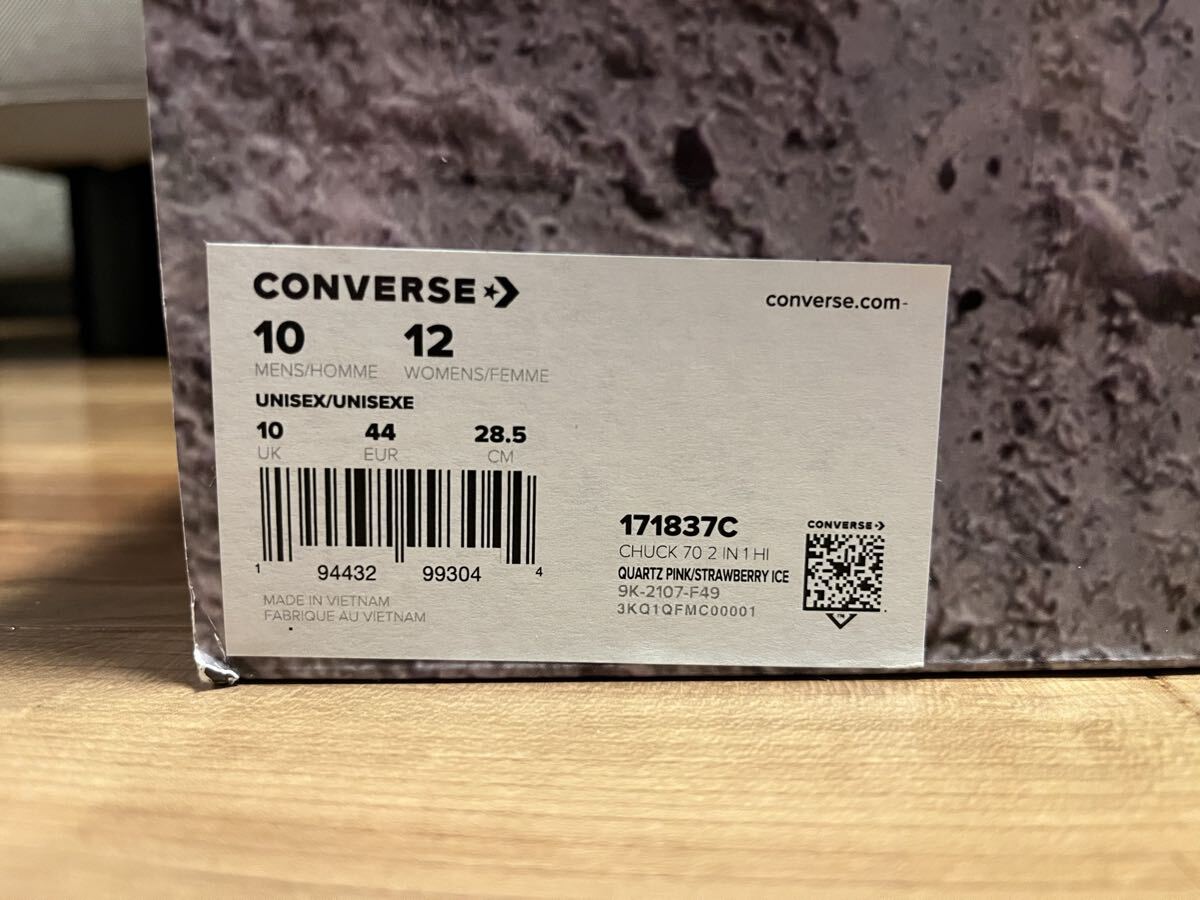 CONVERSE
converse.com
10 12
MENS/HOMME WOMENS/FEMME
UNISEX/UNISEXE
10 44 28.5
UK EUR CM
1 94432 99304 4
MADE IN VIETNAM
FABRIQUE AU VIETNAM
171837C
CHUCK 70 2 IN 1 HI
QUARTZ PINK/STRAWBERRY ICE
9K-2107-F49
3KQ1QFMC00001
CONVERSE
TM